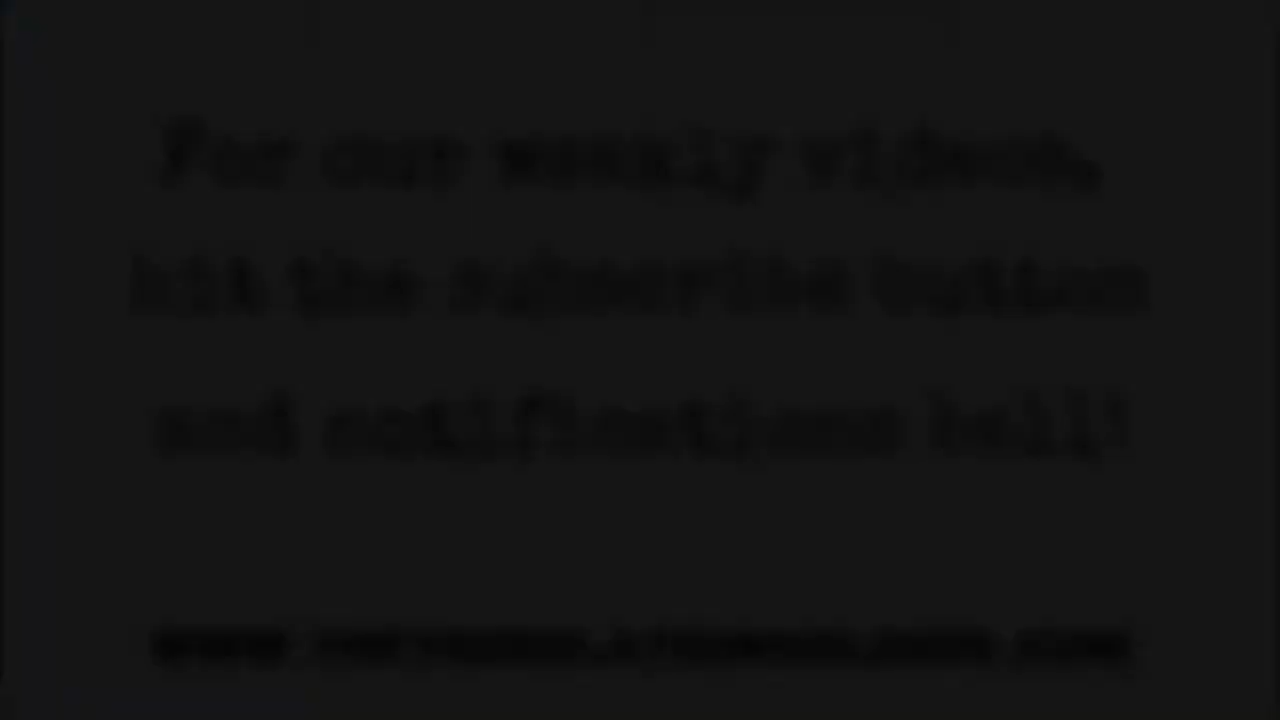 For our weekly videos,
hit the subscribe button
and notifications bell!